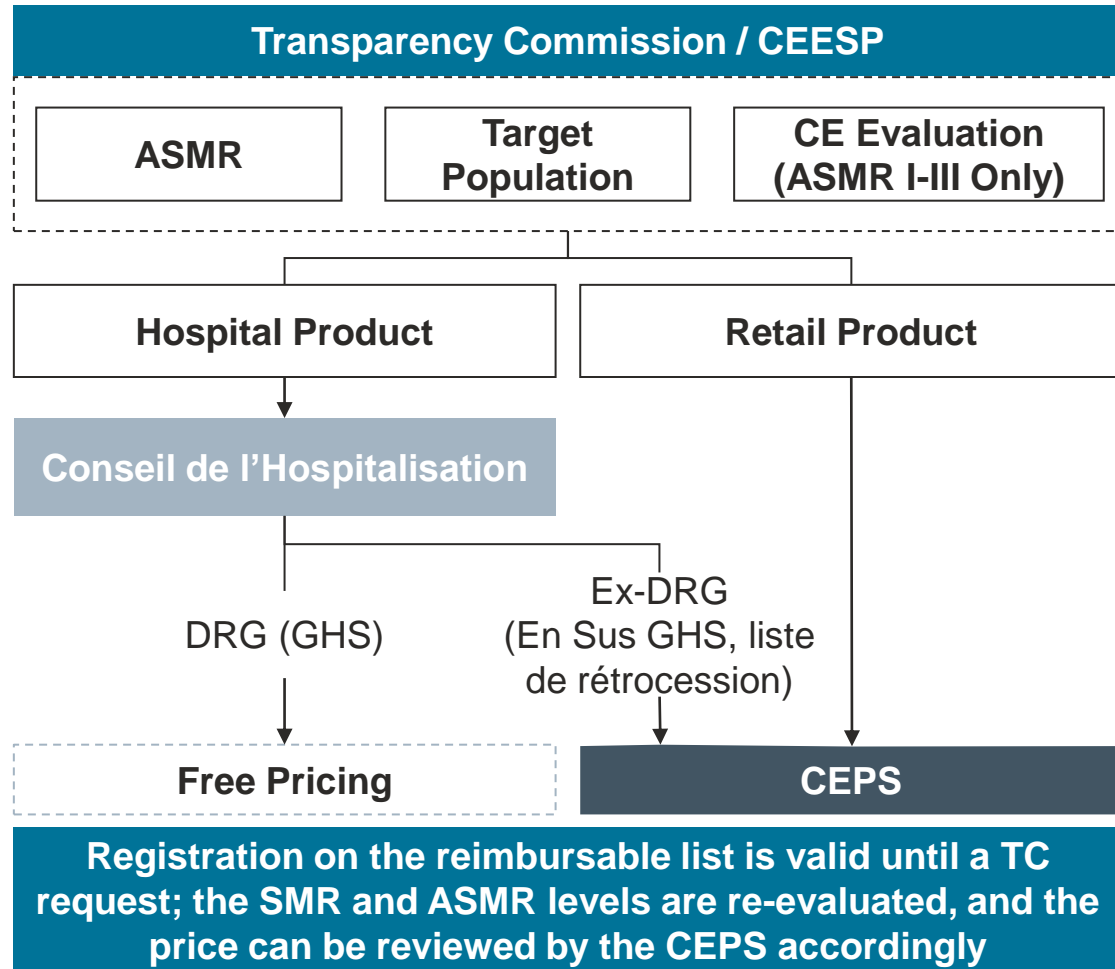 Transparency Commission / CEESP
ASMR
Target
Population
CE Evaluation
(ASMR I-III Only)
Hospital Product
Retail Product
Conseil de l’Hospitalisation
DRG (GHS)
Ex-DRG
(En Sus GHS, liste
de rétrocession)
Free Pricing
CEPS
Registration on the reimbursable list is valid until a TC
request; the SMR and ASMR levels are re-evaluated, and the
price can be reviewed by the CEPS accordingly